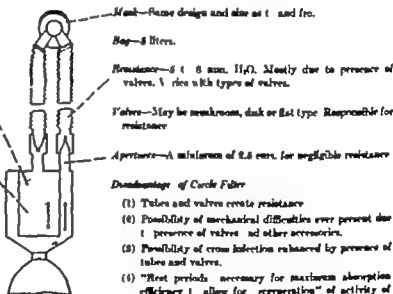 Mask—Same design and size as t and fro.
Bag—5 liters.
Resistance—5 t 6 mm. H₂O. Mostly due to presence of
valves. V ries with types of valves.
Valves—May be mushroom, disk or flat type Responsible for
resistance
Aperture—A minimum of 2.5 cm. for negligible resistance
Disadvantage of Circle Filter
(1) Tubes and valves create resistance
(2) Possibility of mechanical difficulties ever present due
t presence of valves nd other accessories.
(3) Possibility of cross infection enhanced by presence of
tubes and valves.
(4) "Rest periods necessary for maximum absorption
efficiency t allow for regeneration" of activity of